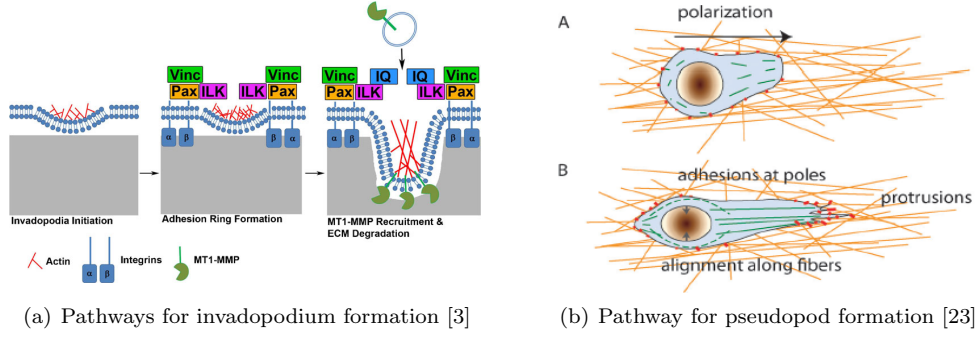 Vinc
Pax
ILK
ILK
Vinc
Pax
α
β
α
β
Vinc
Pax
ILK
IQ
IQ
ILK
Vinc
Pax
α
β
α
β
Invadopodia Initiation
Adhesion Ring Formation
MT1-MMP Recruitment &
ECM Degradation
Actin
α
β
Integrins
MT1-MMP
(a) Pathways for invadopodium formation [3]
A
polarization
B
adhesions at poles
protrusions
alignment along fibers
(b) Pathway for pseudopod formation [23]